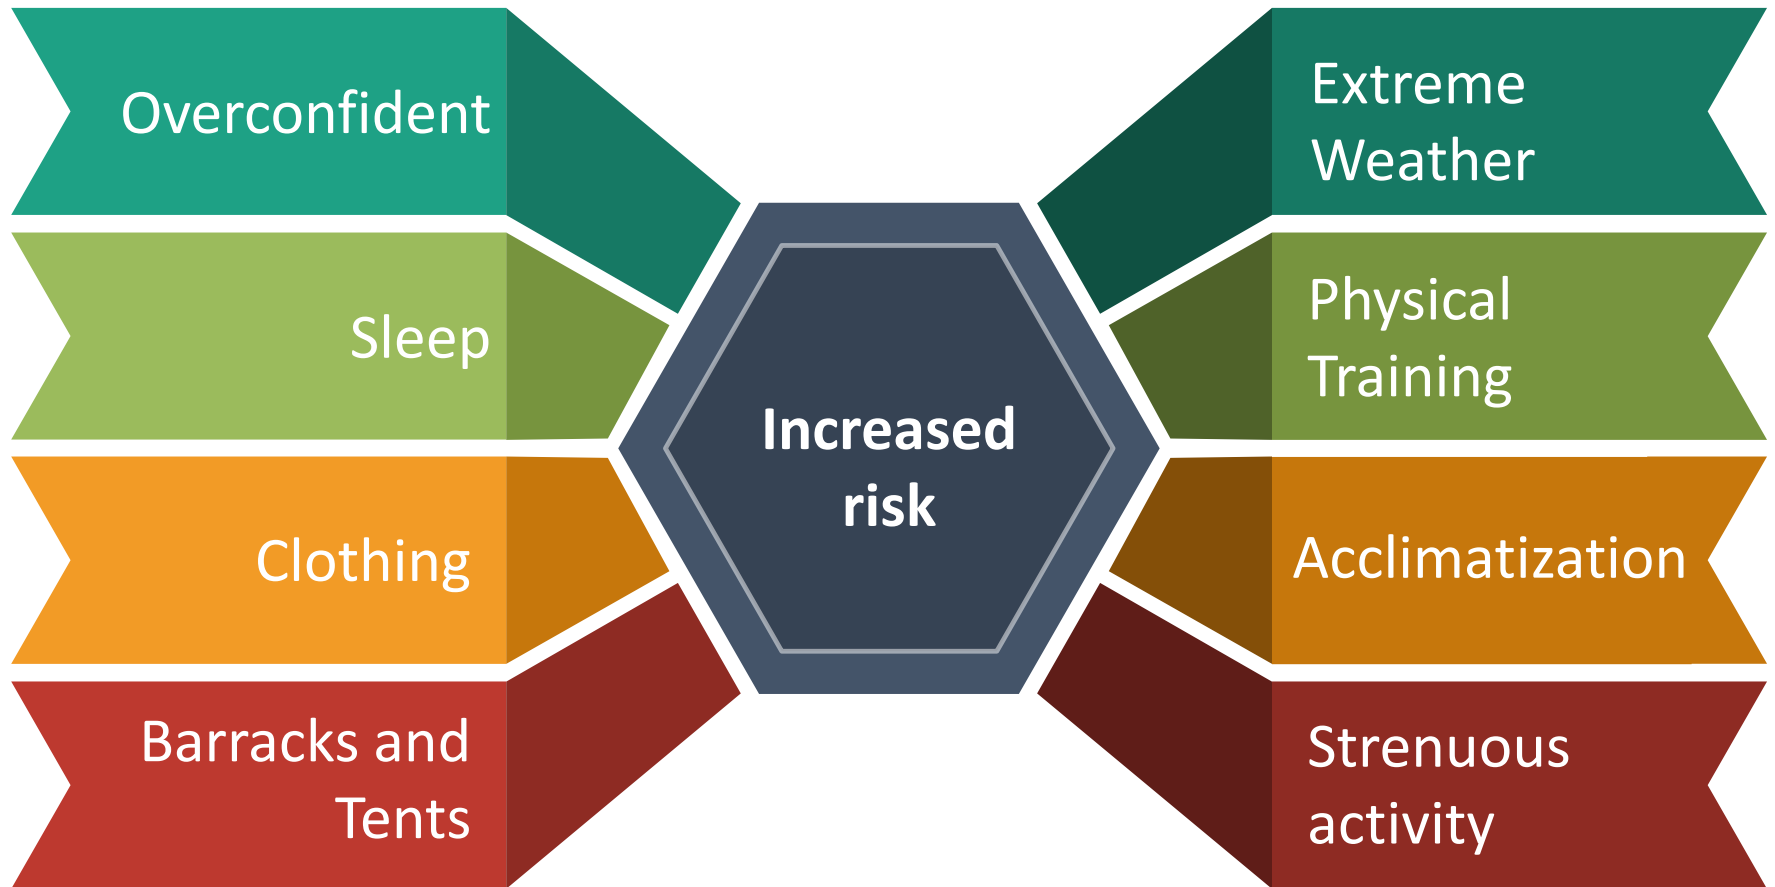 Overconfident
Sleep
Clothing
Barracks and
Tents
Increased
risk
Extreme
Weather
Physical
Training
Acclimatization
Strenuous
activity